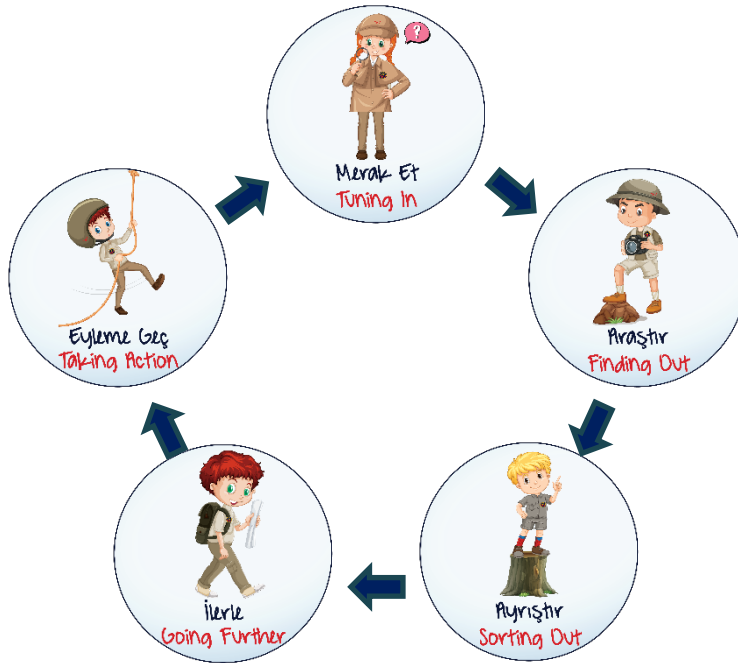 ?
Merak Et
Tuning In
Araştır
Finding Out
Ayrıştır
Sorting Out
İlerle
Going Further
Eyleme Geç
Taking Action